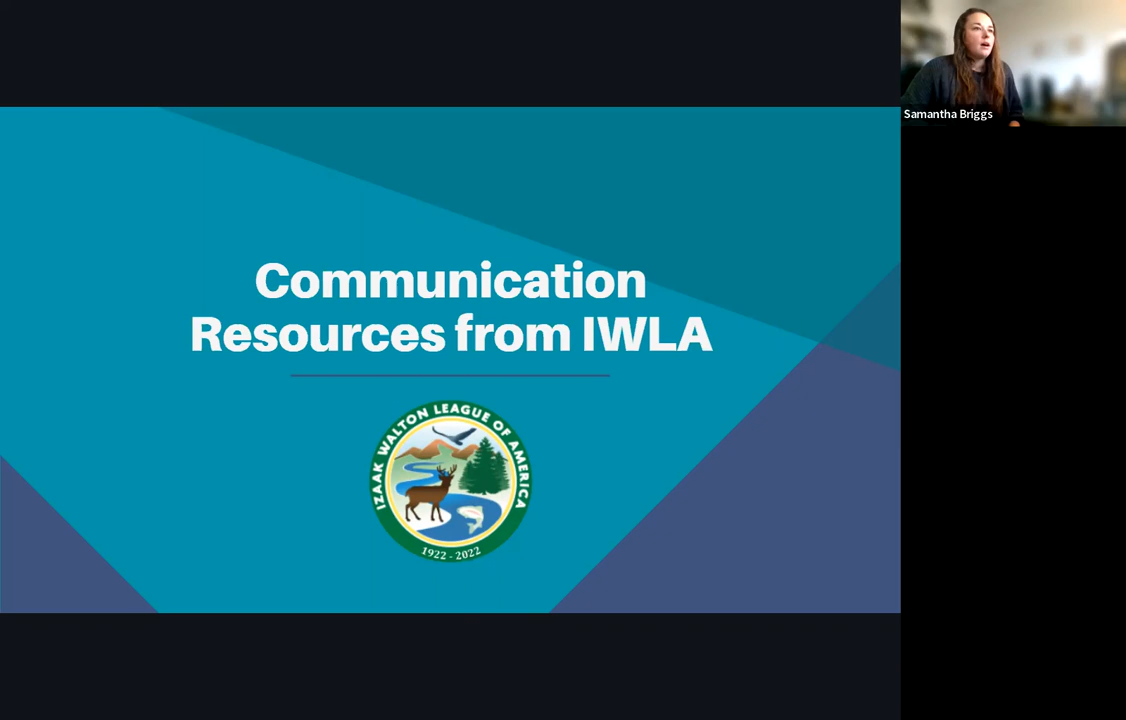 Samantha Briggs
Communication
Resources from IWLA
IZAAK WALTON LEAGUE OF AMERICA
1922 - 2022